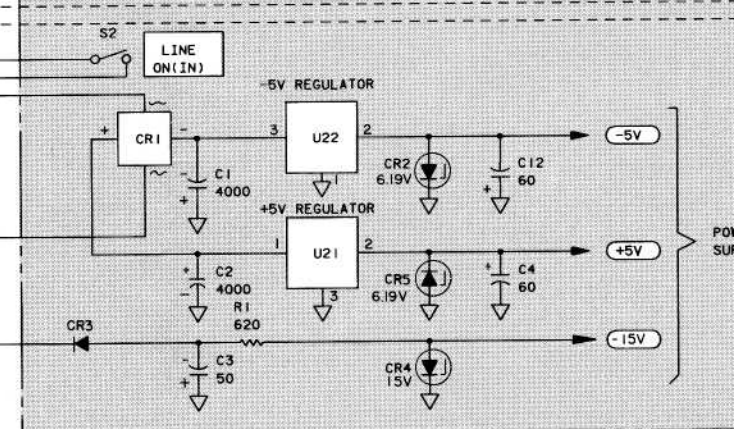 S2
LINE
ON(IN)
-5V REGULATOR
+ CR1 -
3 U22 2
1
-5V
- C1
+ 4000
CR2
6.19V
C12
+ 60
+5V REGULATOR
1 U21 2
3
+5V
+ C2
- 4000
CR5
6.19V
+ C4
60
R1
620
CR3
- C3
+ 50
CR4
15V
-15V